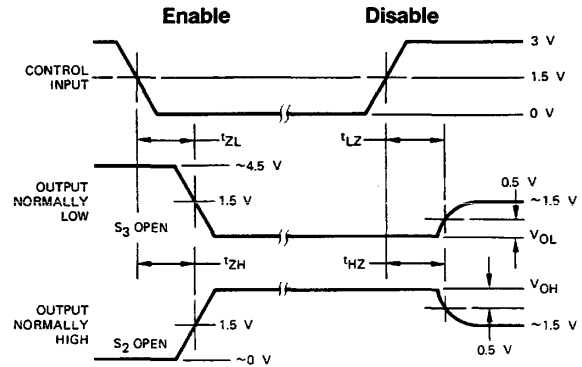 Enable Disable
3 V
CONTROL INPUT
1.5 V
0 V
tZL tLZ
~4.5 V
0.5 V
OUTPUT NORMALLY LOW
1.5 V
~1.5 V
S3 OPEN
VOL
tZH tHZ
VOH
OUTPUT NORMALLY HIGH
S2 OPEN
1.5 V
~1.5 V
~0 V
0.5 V